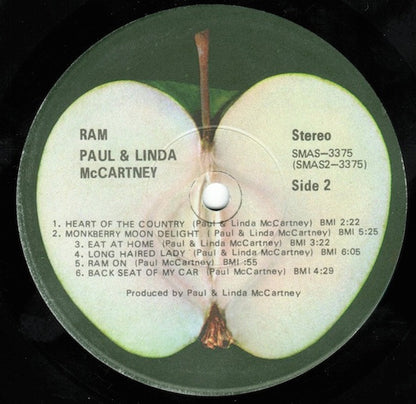 RAM
PAUL & LINDA
McCARTNEY
Stereo
SMAS-3375
(SMAS2-3375)
Side 2
1. HEART OF THE COUNTRY (Paul & Linda McCartney) BMI 2:22
2. MONKBERRY MOON DELIGHT ( Paul & Linda McCartney) BMI 5:25
3. EAT AT HOME (Paul & Linda McCartney) BMI 3:22
4. LONG HAIRED LADY (Paul & Linda McCartney) BMI 6:05
5. RAM ON (Paul McCartney) BMI :55
6. BACK SEAT OF MY CAR (Paul McCartney) BMI 4:29
Produced by Paul & Linda McCartney